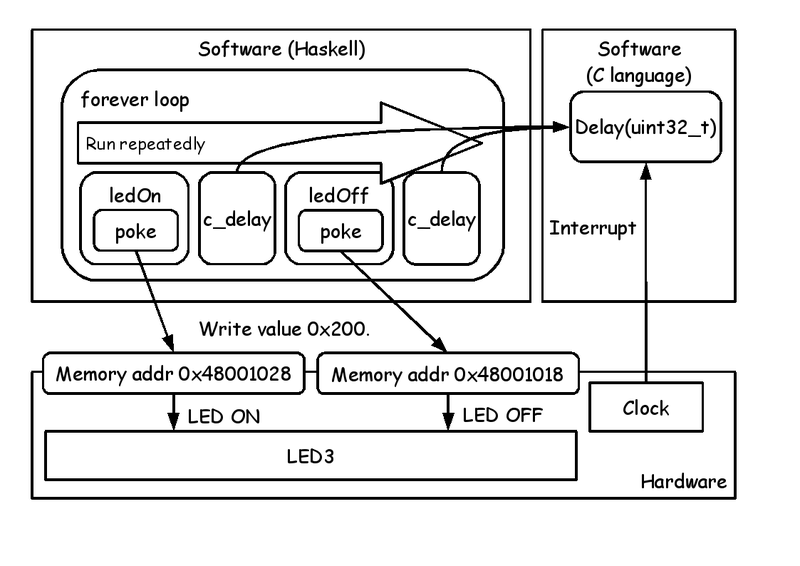 Software (Haskell)
Software
(C language)
forever loop
Run repeatedly
Delay(uint32_t)
ledOn
poke
c_delay
ledOff
poke
c_delay
Interrupt
Write value 0x200.
Memory addr 0x48001028
Memory addr 0x48001018
Clock
LED ON
LED OFF
LED3
Hardware